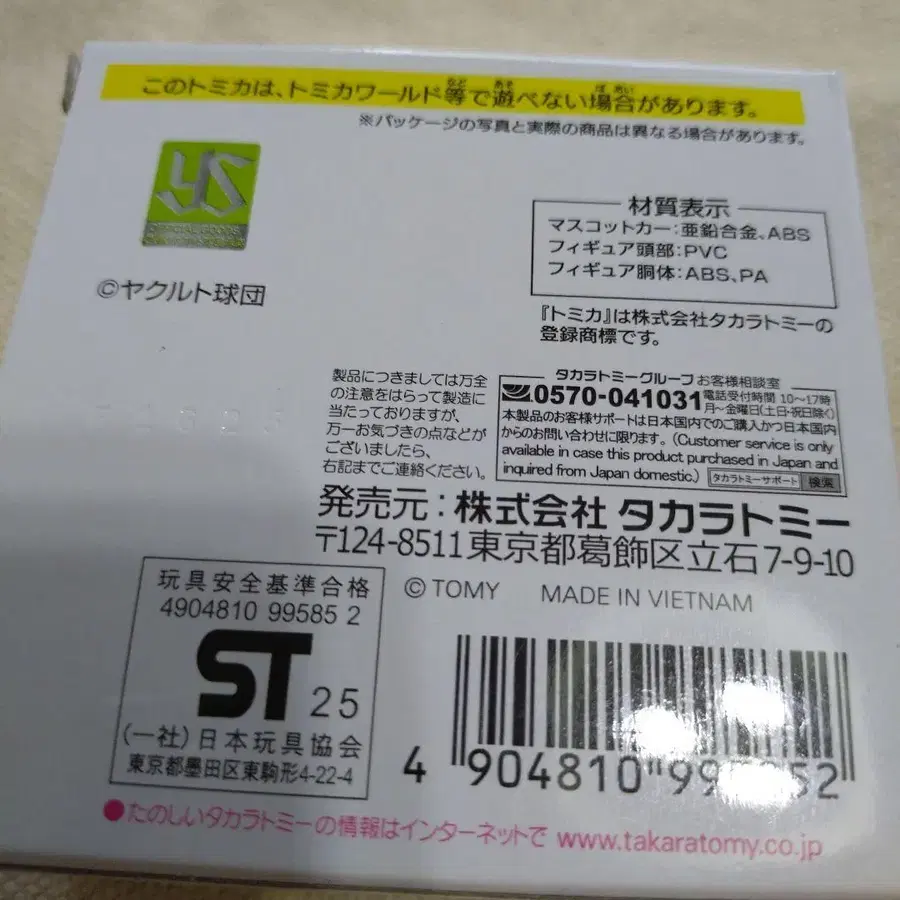 このトミカは、トミカワールド等で遊べない場合があります。
※パッケージの写真と実際の商品は異なる場合があります。
YS
OFFICIAL GOODS
©ヤクルト球団
材質表示
マスコットカー:亜鉛合金、ABS
フィギュア頭部:PVC
フィギュア胴体:ABS、PA
『トミカ』は株式会社タカラトミーの
登録商標です。
製品につきましては万全
の注意をはらって製造に
当たっておりますが、
万一お気づきの点などが
ございましたら、
右記までご連絡ください。
タカラトミーグループ お客様相談室
0570-041031 電話受付時間 10〜17時
月〜金曜日(土日・祝日除く)
本製品のお客様サポートは日本国内でのご購入かつ日本国内
からのお問い合わせに限ります。(Customer service is only
available in case this product purchased in Japan and
inquired from Japan domestic.) タカラトミーサポート 検索
発売元:株式会社 タカラトミー
〒124-8511 東京都葛飾区立石7-9-10
© TOMY MADE IN VIETNAM
玩具安全基準合格
4904810 99585 2
ST 25
(一社)日本玩具協会
東京都墨田区東駒形4-22-4
4 904810 99 52
●たのしいタカラトミーの情報はインターネットで www.takaratomy.co.jp